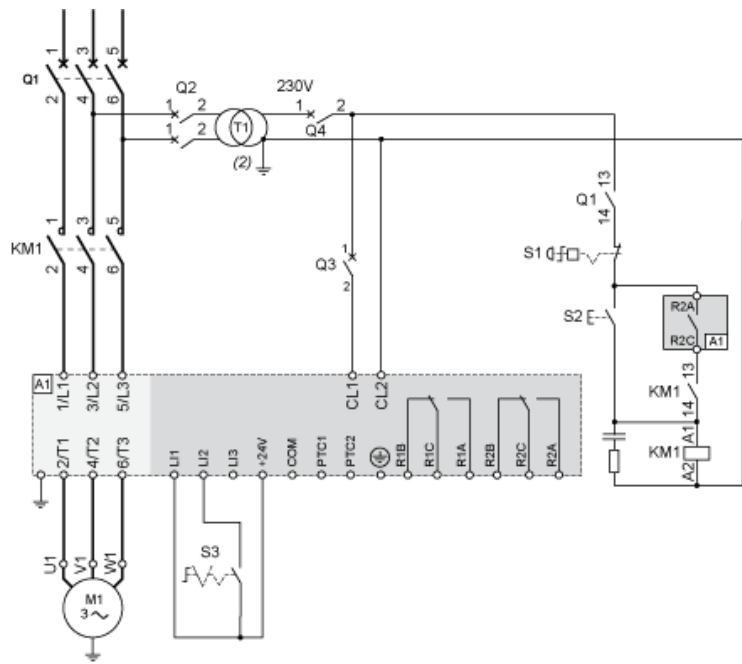 1 3 5
Q1
2 4 6
Q2
1 2
1 2
T1
(2)
230V
1 2
Q4
13
Q1
14
1 3 5
KM1
2 4 6
1
Q3
2
S1
S2
R2A
R2C A1
13
KM1
14
A1
KM1
A2
A1 1/L1 3/L2 5/L3 CL1 CL2
2/T1 4/T2 6/T3 LI1 LI2 LI3 +24V COM PTC1 PTC2 R1B R1C R1A R2B R2C R2A
S3
U1 V1 W1
M1
3